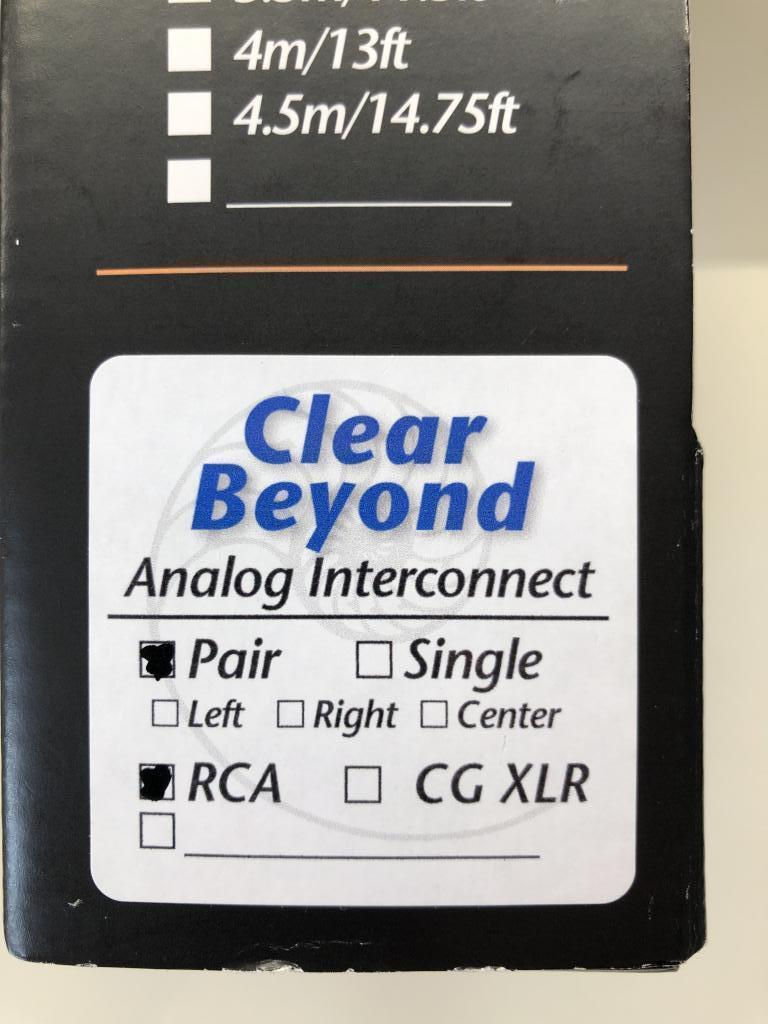 4m/13ft
4.5m/14.75ft
Clear
Beyond
Analog Interconnect
Pair Single
Left Right Center
RCA CG XLR